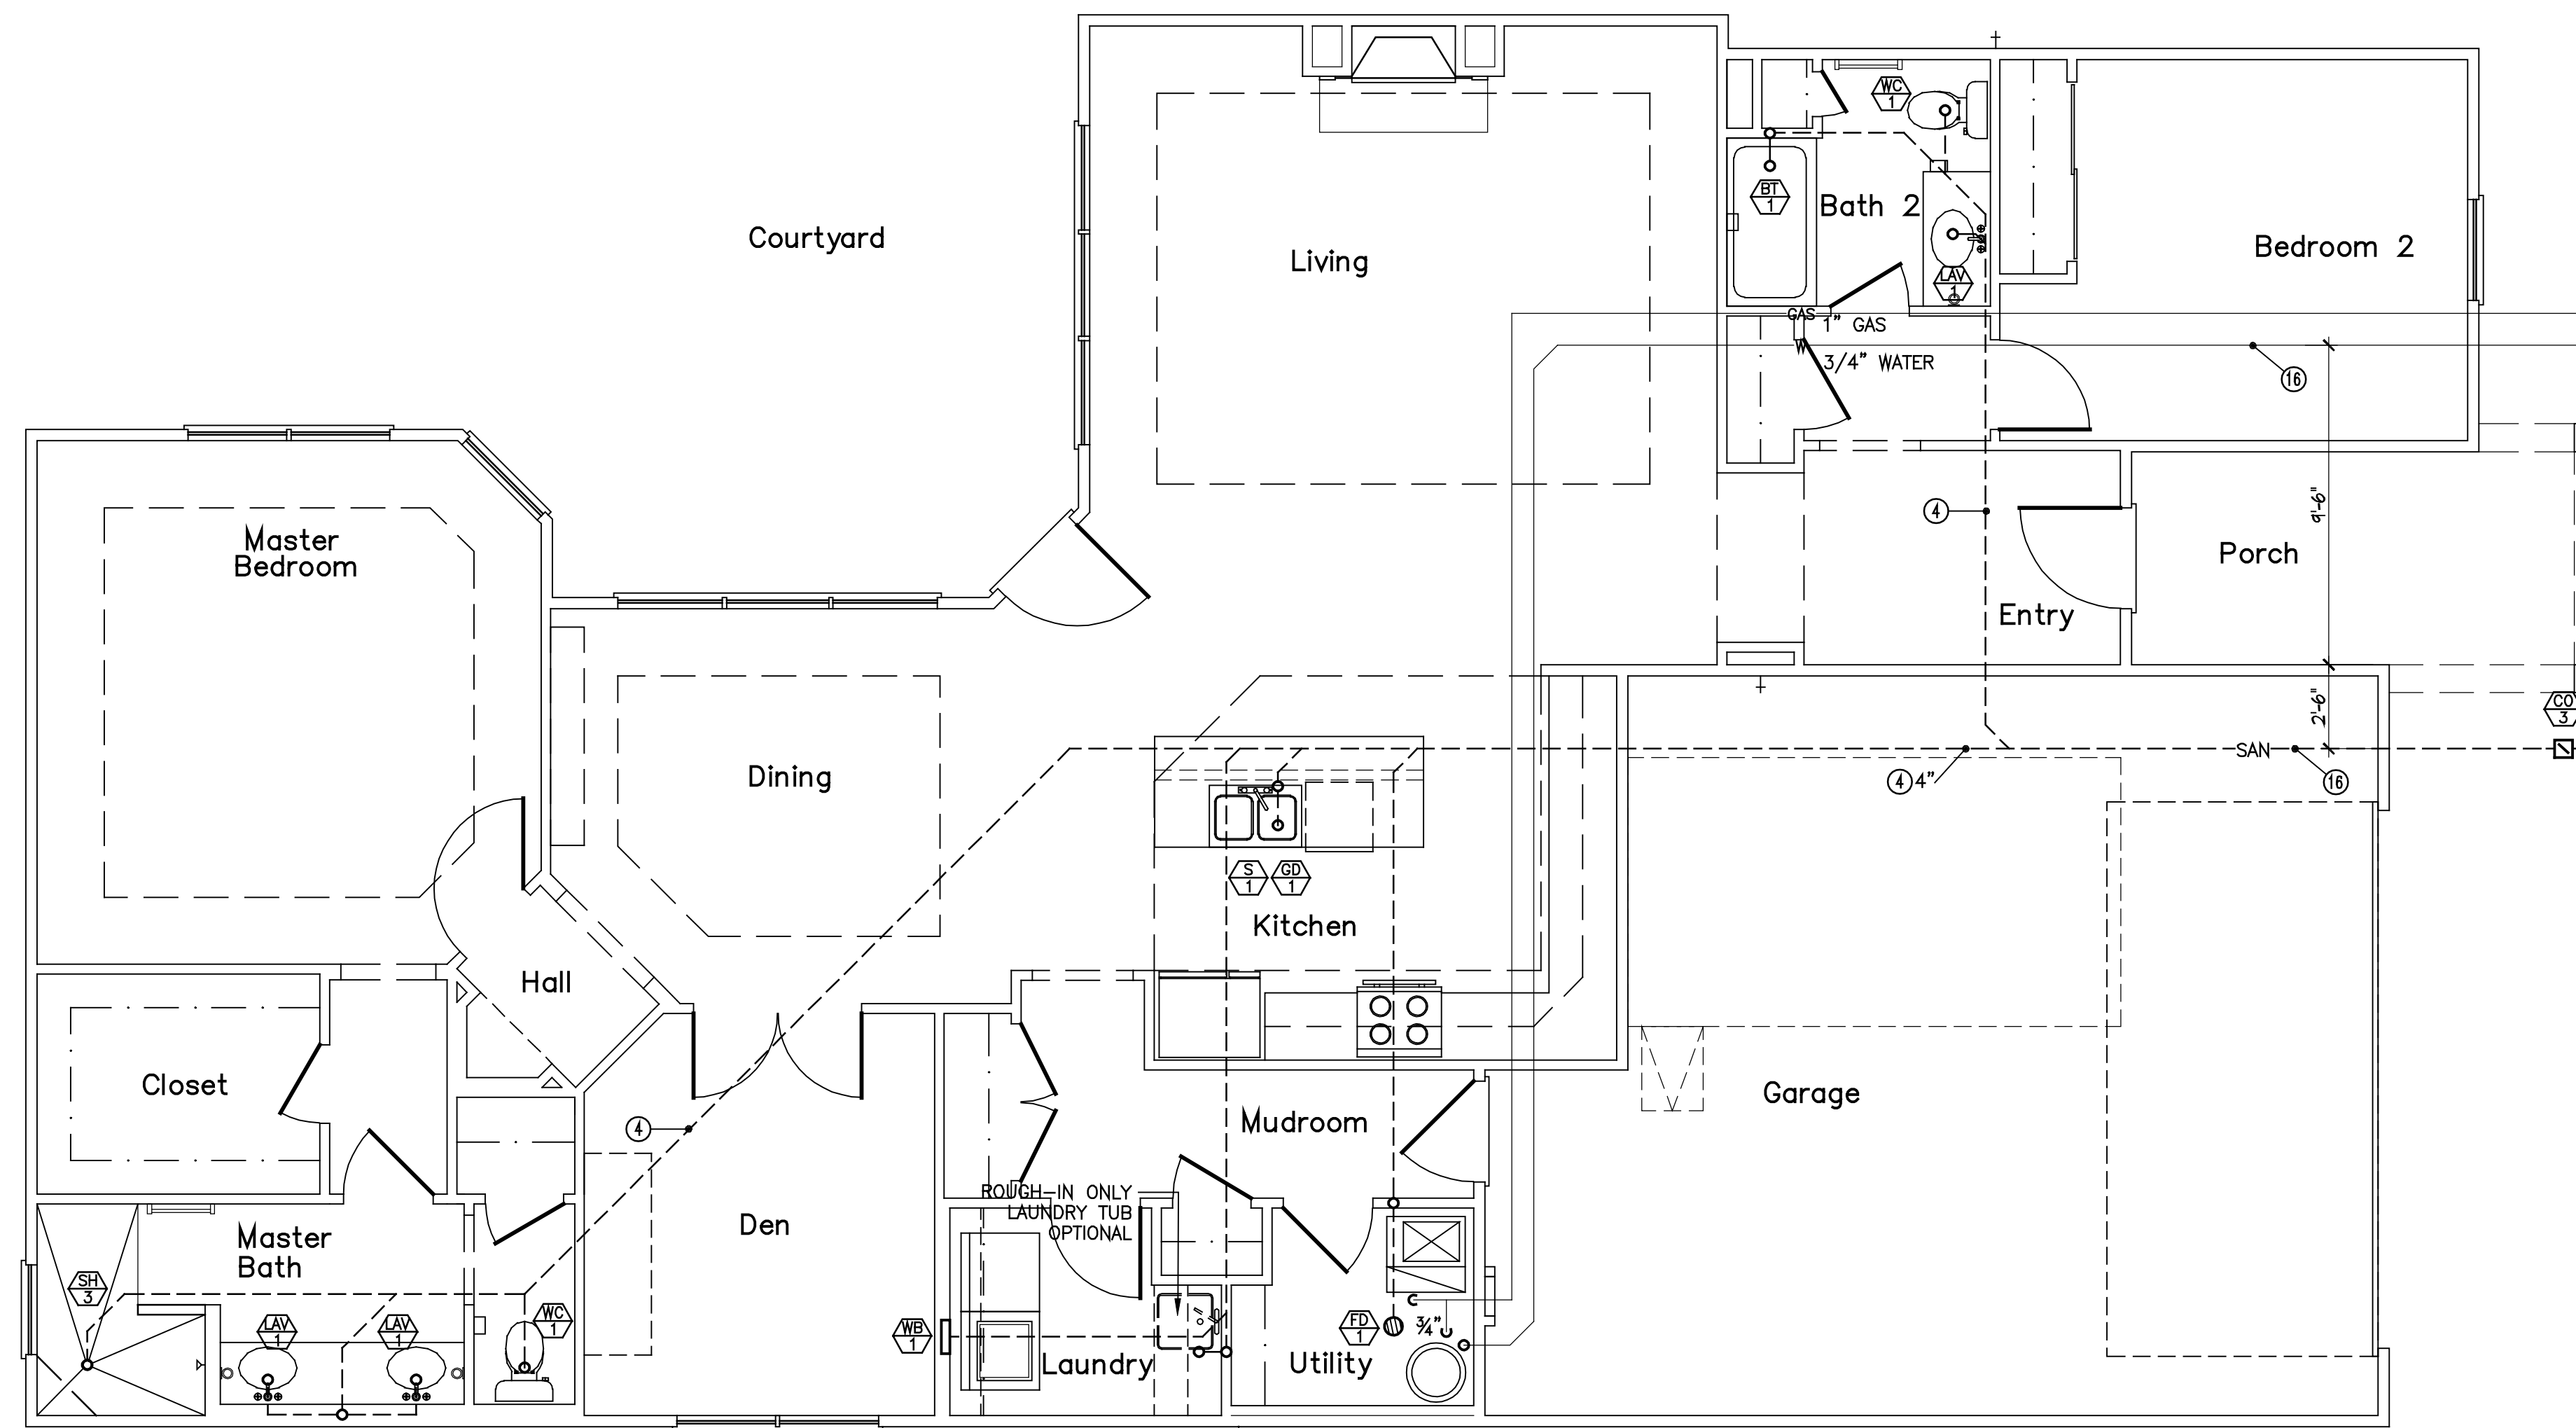 WC
1
BT
1
Bath 2
Courtyard
Living
Bedroom 2
LAV
1
GAS
1" GAS
W
3/4" WATER
16
9'-6"
4
Master
Bedroom
Porch
Entry
2'-6"
CO
3
SAN
Dining
4 4"
16
S
1
GD
1
Kitchen
Hall
Closet
Garage
4
Mudroom
ROUGH-IN ONLY
LAUNDRY TUB
OPTIONAL
Den
Master
Bath
SH
3
LAV
1
LAV
1
WC
1
WB
1
Laundry
FD
1
3/4"
Utility